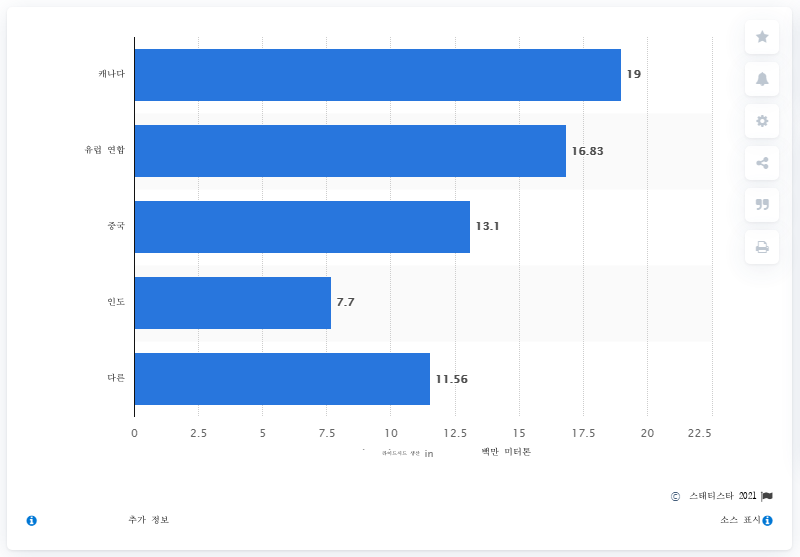 캐나다 19
유럽 연합 16.83
중국 13.1
인도 7.7
다른 11.56
0 2.5 5 7.5 10 12.5 15 17.5 20 22.5
생산 in 백만 미터톤
© 스태티스타 2021
추가 정보 소스 표시